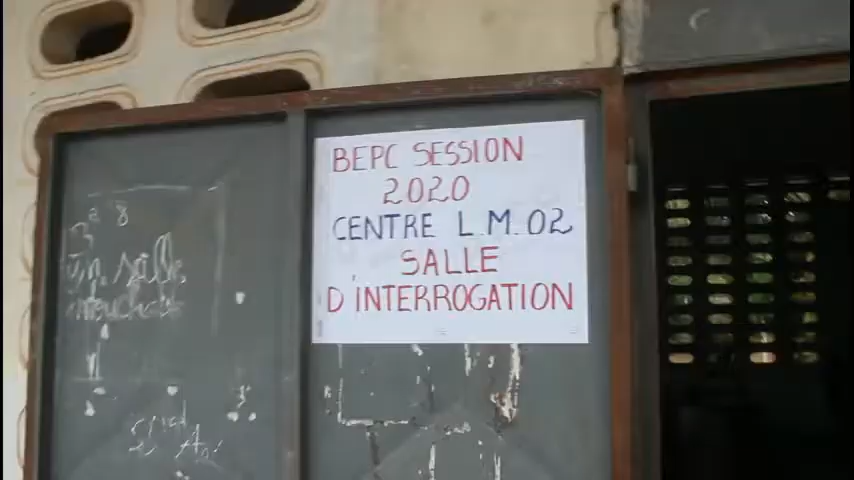 BEPC SESSION
2020
CENTRE L.M.02
SALLE
D'INTERROGATION